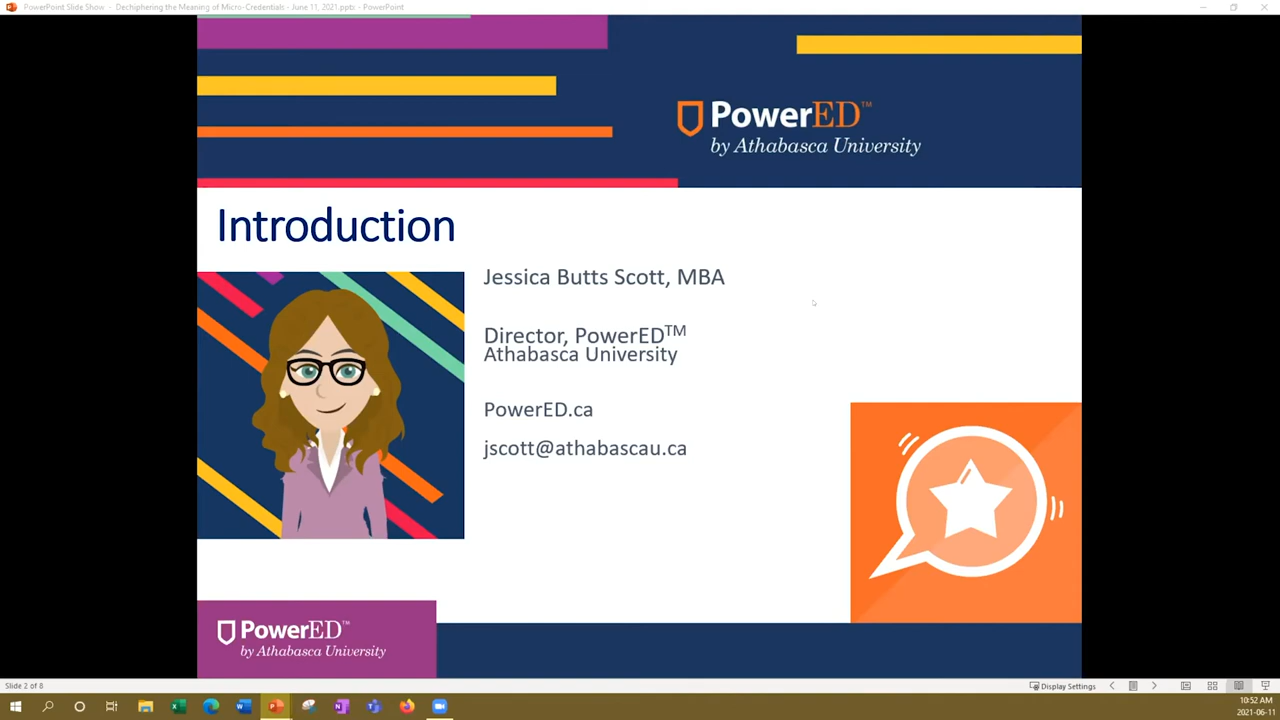 PowerPoint Slide Show - Dechiphering the Meaning of Micro-Credentials - June 11, 2021.pptx - PowerPoint
PowerED™
by Athabasca University
Introduction
Jessica Butts Scott, MBA
Director, PowerED™
Athabasca University
PowerED.ca
jscott@athabascau.ca
PowerED™
by Athabasca University
Slide 2 of 8
Display Settings
10:52 AM
2021-06-11